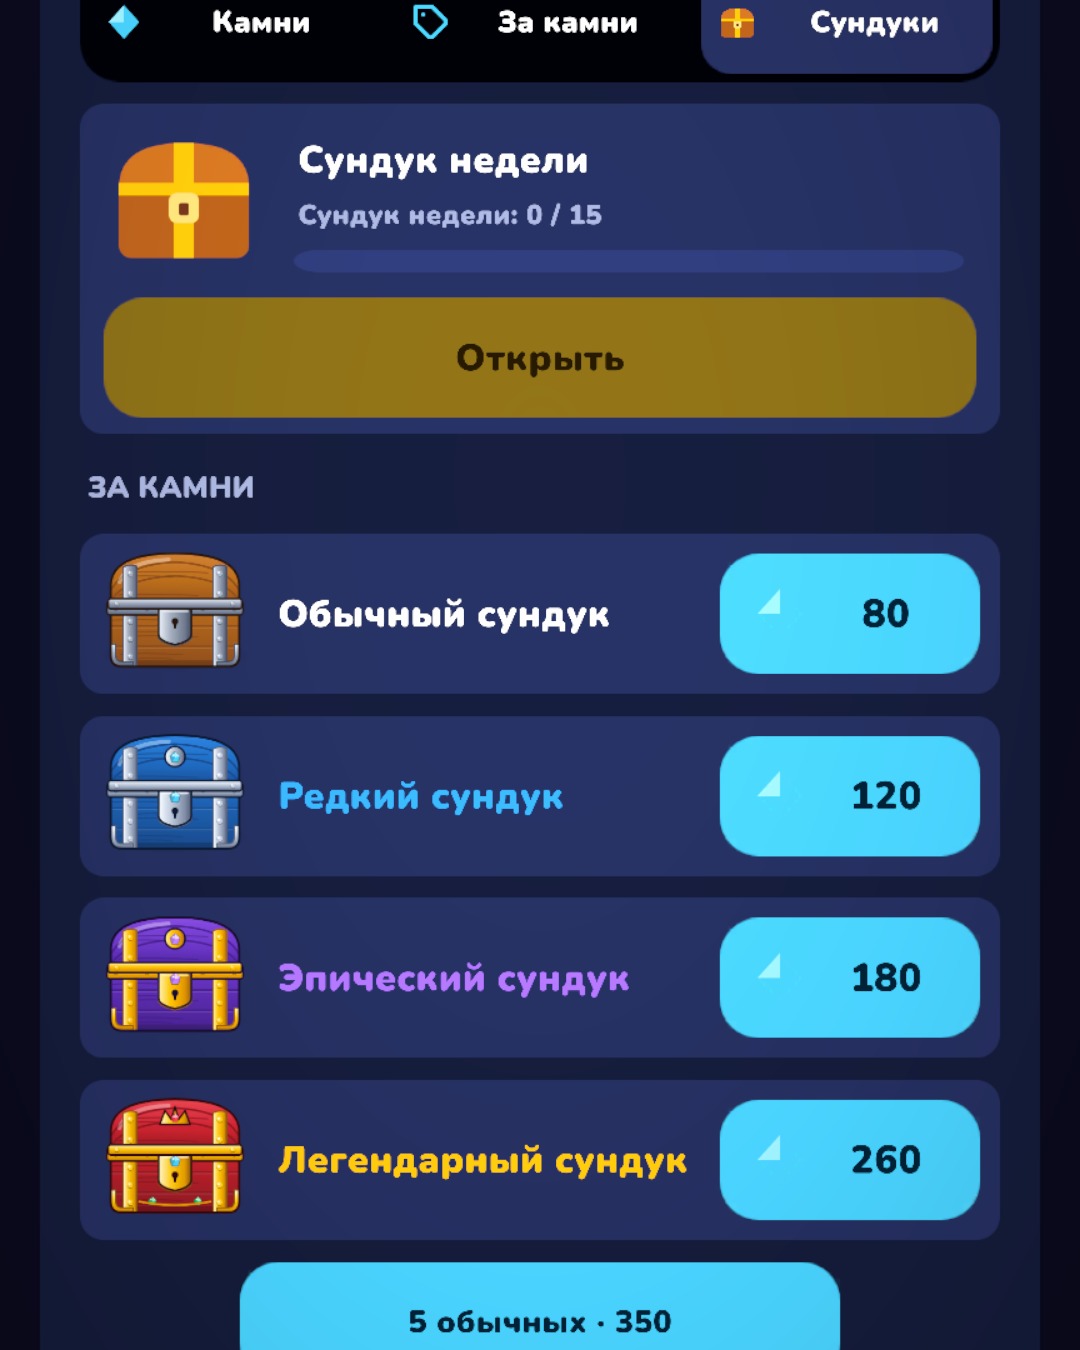 Камни За камни Сундуки
Сундук недели
Сундук недели: 0 / 15
Открыть
ЗА КАМНИ
Обычный сундук 80
Редкий сундук 120
Эпический сундук 180
Легендарный сундук 260
5 обычных · 350